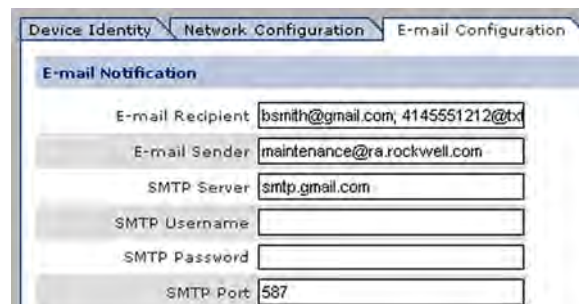 Device Identity Network Configuration E-mail Configuration
E-mail Notification
E-mail Recipient bsmith@gmail.com; 4145551212@txt
E-mail Sender maintenance@ra.rockwell.com
SMTP Server smtp.gmail.com
SMTP Username
SMTP Password
SMTP Port 587